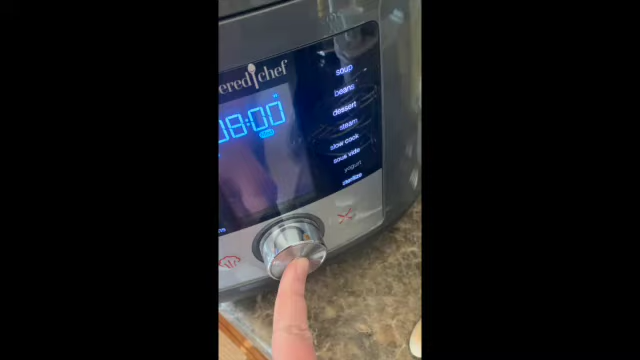 ered chef
08:00
soup
beans
dessert
steam
slow cook
sous vide
yogurt
sterilize